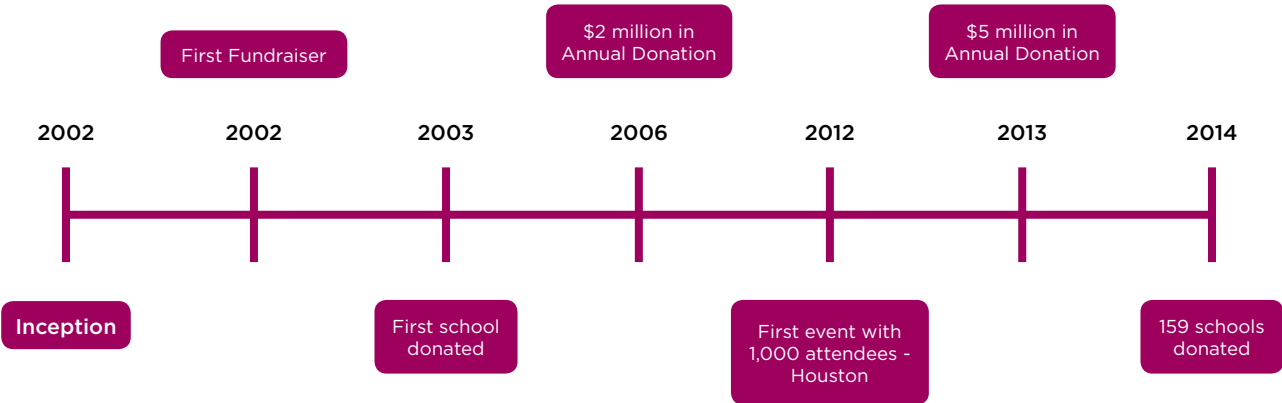 First Fundraiser
$2 million in
Annual Donation
$5 million in
Annual Donation
2002
2002
2003
2006
2012
2013
2014
Inception
First school
donated
First event with
1,000 attendees -
Houston
159 schools
donated